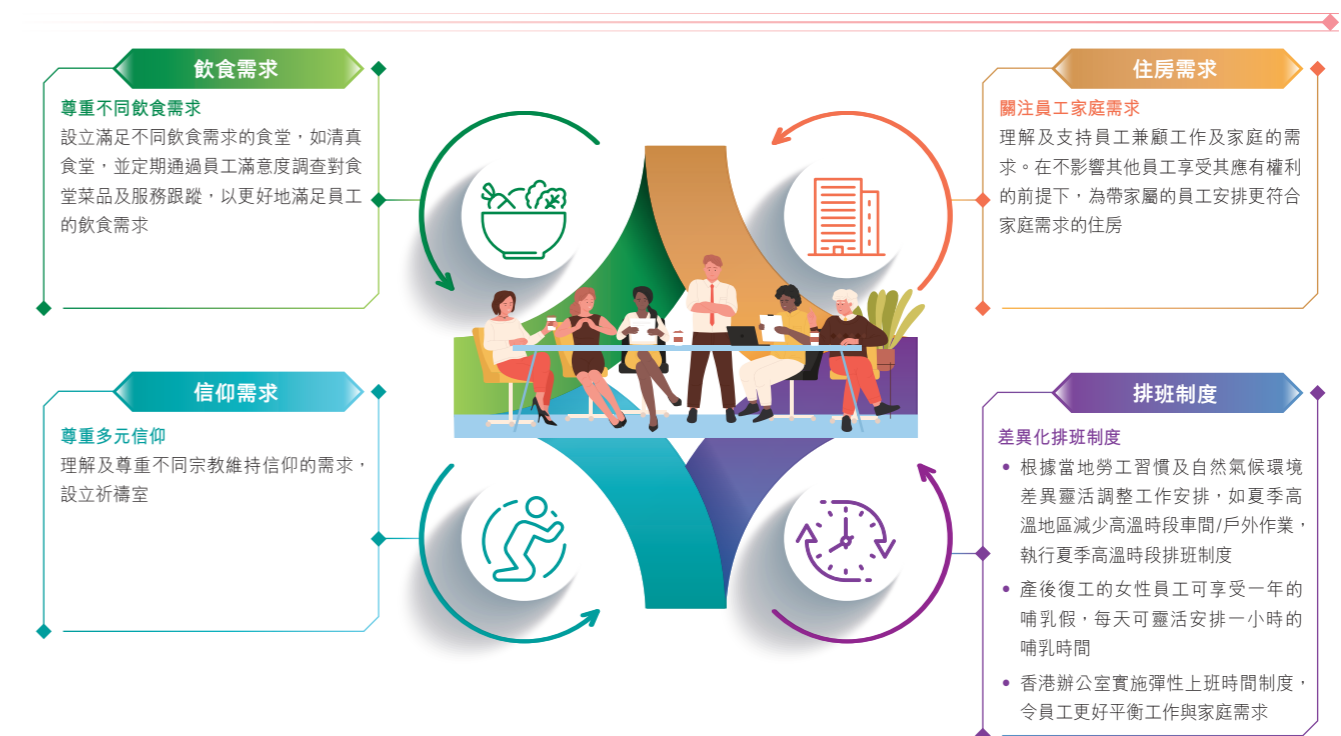 飲食需求
尊重不同飲食需求
設立滿足不同飲食需求的食堂，如清真
食堂，並定期通過員工滿意度調查對食
堂菜品及服務跟蹤，以更好地滿足員工
的飲食需求
住房需求
關注員工家庭需求
理解及支持員工兼顧工作及家庭的需
求。在不影響其他員工享受其應有權利
的前提下，為帶家屬的員工安排更符合
家庭需求的住房
信仰需求
尊重多元信仰
理解及尊重不同宗教維持信仰的需求，
設立祈禱室
排班制度
差異化排班制度
• 根據當地勞工習慣及自然氣候環境
差異靈活調整工作安排，如夏季高
溫地區減少高溫時段車間/戶外作業，
執行夏季高溫時段排班制度
• 產後復工的女性員工可享受一年的
哺乳假，每天可靈活安排一小時的
哺乳時間
• 香港辦公室實施彈性上班時間制度，
令員工更好平衡工作與家庭需求